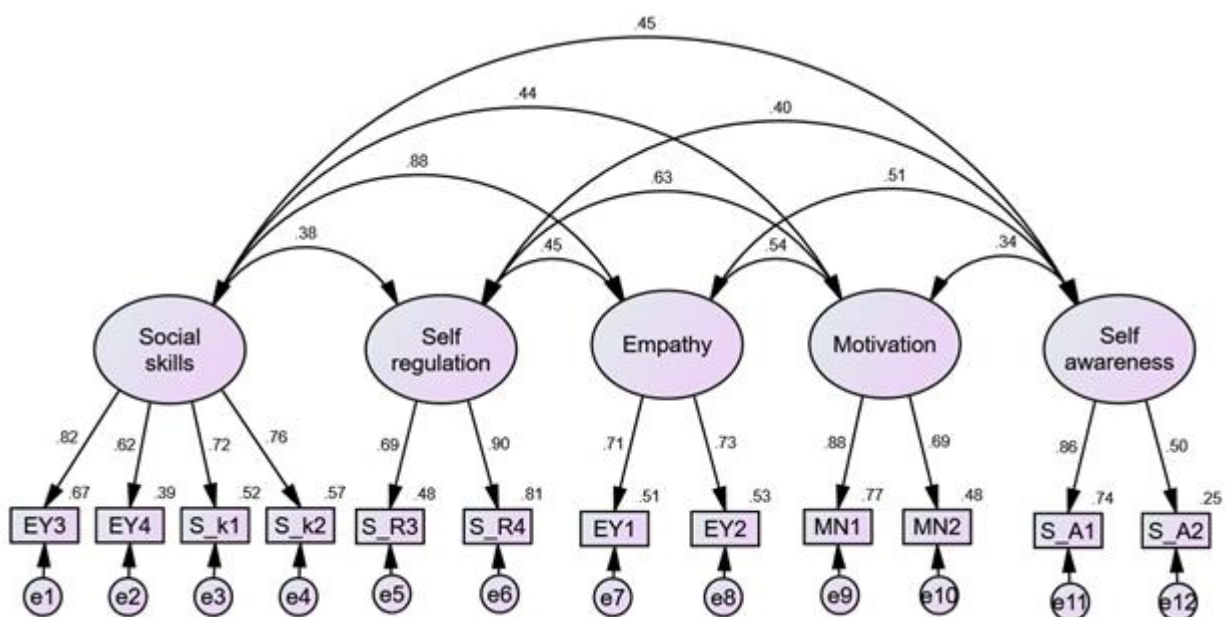 .45
.44
.40
.88
.63
.51
.38
.45
.54
.34
Social
skills
Self
regulation
Empathy
Motivation
Self
awareness
.82
.62
.72
.76
.69
.90
.71
.73
.88
.69
.86
.50
.67
.39
.52
.57
.48
.81
.51
.53
.77
.48
.74
.25
EY3
EY4
S_k1
S_k2
S_R3
S_R4
EY1
EY2
MN1
MN2
S_A1
S_A2
e1
e2
e3
e4
e5
e6
e7
e8
e9
e10
e11
e12